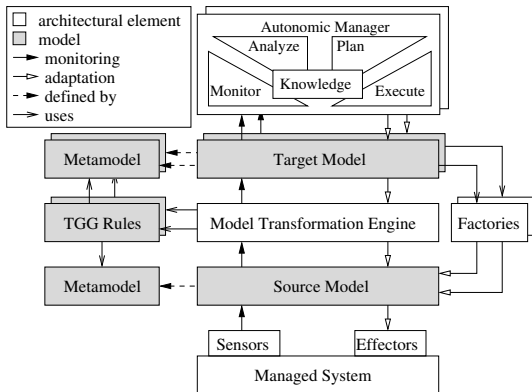 architectural element
model
monitoring
adaptation
defined by
uses
Autonomic Manager
Analyze
Plan
Knowledge
Monitor
Execute
Metamodel
Target Model
TGG Rules
Model Transformation Engine
Factories
Metamodel
Source Model
Sensors
Effectors
Managed System